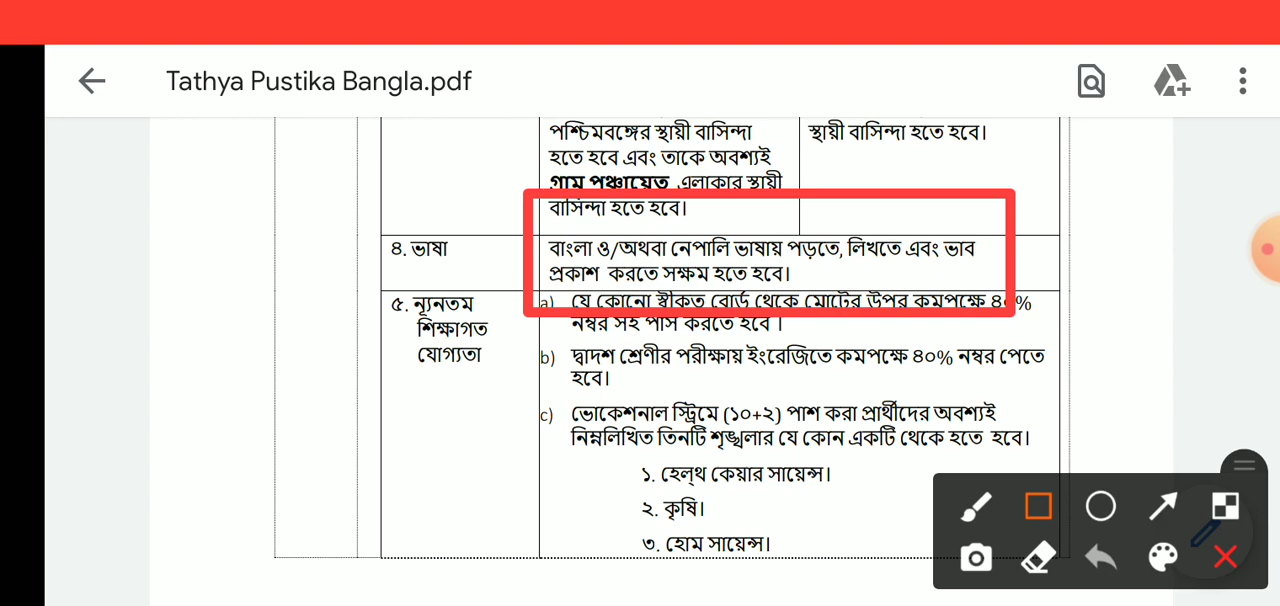 Tathya Pustika Bangla.pdf
পশ্চিমবঙ্গের স্থায়ী বাসিন্দা
হতে হবে এবং তাকে অবশ্যই
গ্রাম পঞ্চায়েত এলাকার স্থায়ী
বাসিন্দা হতে হবে।
স্থায়ী বাসিন্দা হতে হবে।
৪. ভাষা
বাংলা ও/অথবা নেপালি ভাষায় পড়তে, লিখতে এবং ভাব
প্রকাশ করতে সক্ষম হতে হবে।
৫. ন্যূনতম
শিক্ষাগত
যোগ্যতা
a) যে কোনো স্বীকৃত বোর্ড থেকে মোটের উপর কমপক্ষে ৪০%
নম্বর সহ পাস করতে হবে ।
b) দ্বাদশ শ্রেণীর পরীক্ষায় ইংরেজিতে কমপক্ষে ৪০% নম্বর পেতে
হবে।
c) ভোকেশনাল স্ট্রিমে (১০+২) পাশ করা প্রার্থীদের অবশ্যই
নিম্নলিখিত তিনটি শৃঙ্খলার যে কোন একটি থেকে হতে হবে।
১. হেল্‌থ কেয়ার সায়েন্স।
২. কৃষি।
৩. হোম সায়েন্স।